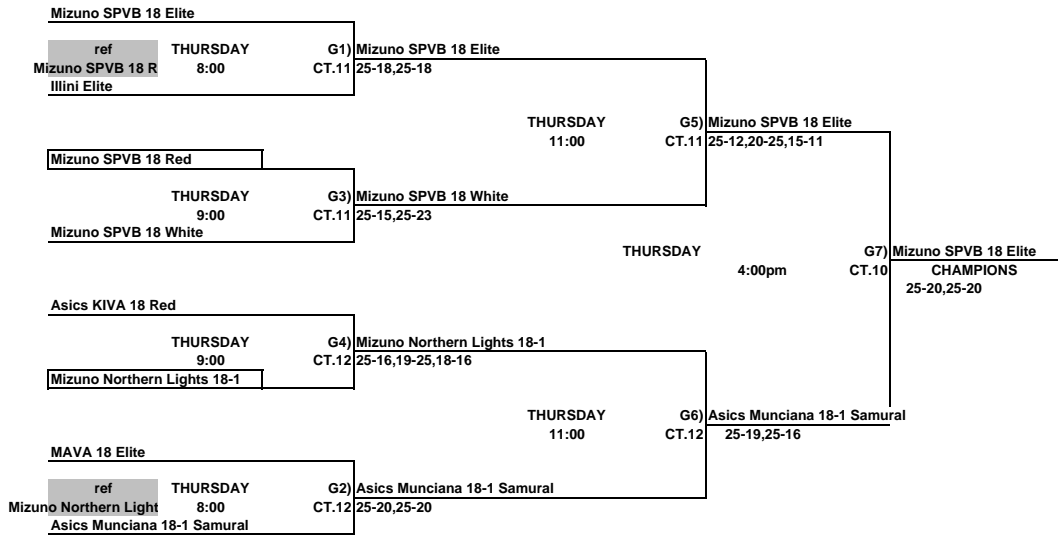 Mizuno SPVB 18 Elite
ref THURSDAY G1) Mizuno SPVB 18 Elite
Mizuno SPVB 18 R 8:00 CT.11 25-18,25-18
Illini Elite
THURSDAY G5) Mizuno SPVB 18 Elite
11:00 CT.11 25-12,20-25,15-11
Mizuno SPVB 18 Red
THURSDAY G3) Mizuno SPVB 18 White
9:00 CT.11 25-15,25-23
Mizuno SPVB 18 White
THURSDAY G7) Mizuno SPVB 18 Elite
4:00pm CT.10 CHAMPIONS
25-20,25-20
Asics KIVA 18 Red
THURSDAY G4) Mizuno Northern Lights 18-1
9:00 CT.12 25-16,19-25,18-16
Mizuno Northern Lights 18-1
THURSDAY G6) Asics Munciana 18-1 Samural
11:00 CT.12 25-19,25-16
MAVA 18 Elite
ref THURSDAY G2) Asics Munciana 18-1 Samural
Mizuno Northern Light 8:00 CT.12 25-20,25-20
Asics Munciana 18-1 Samural